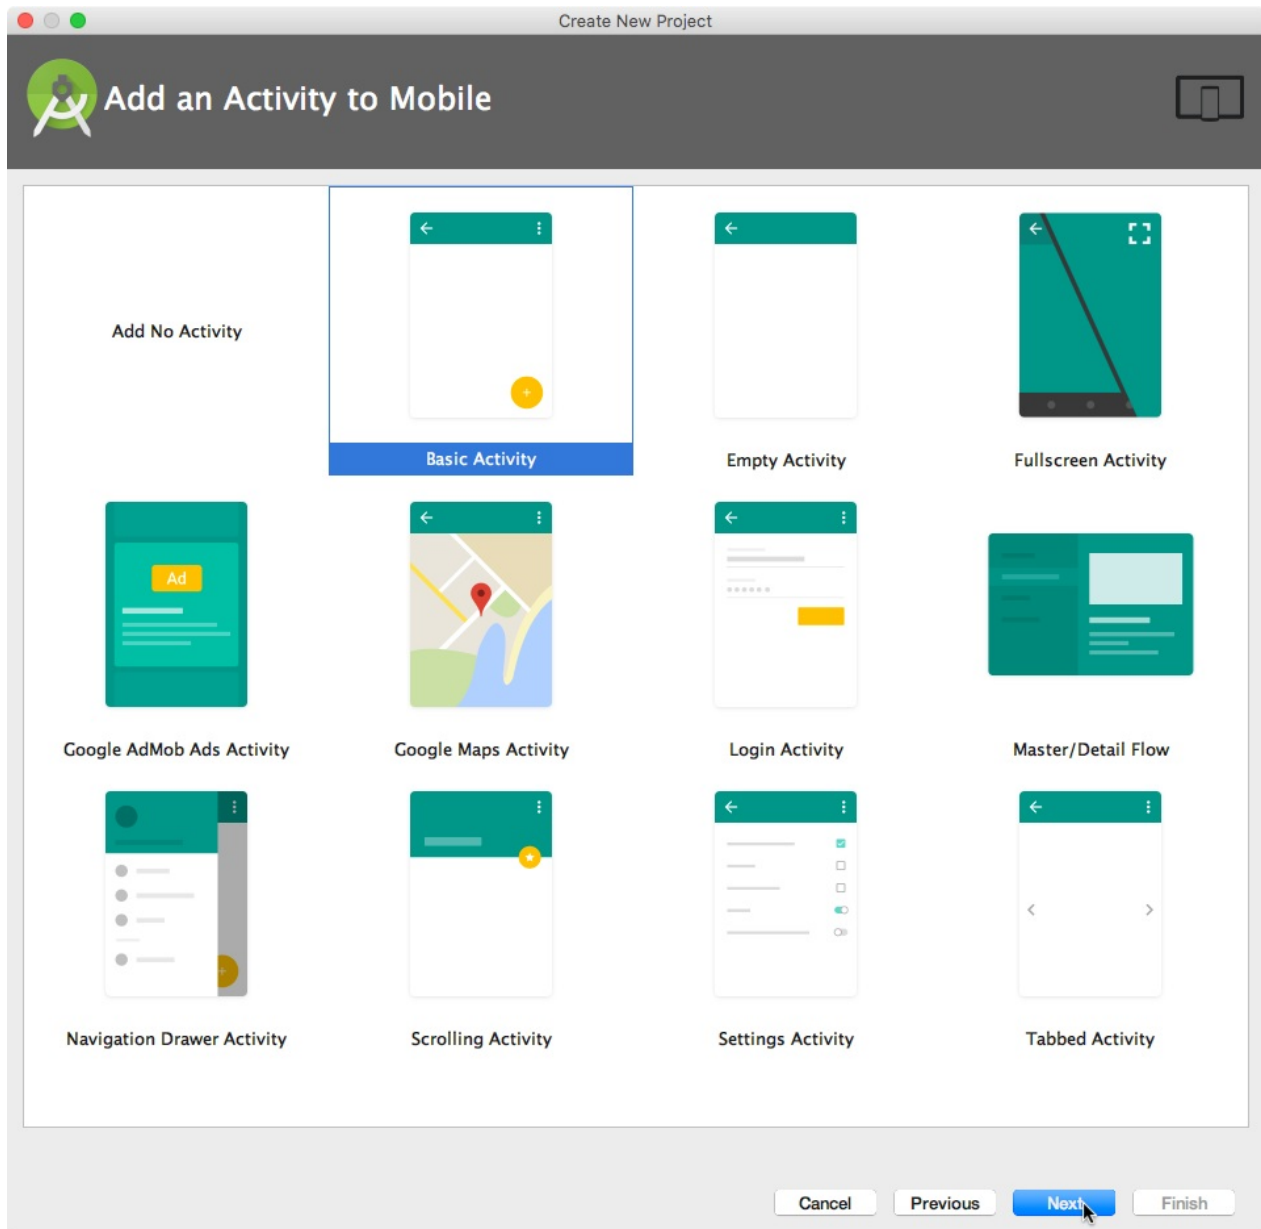 Create New Project
Add an Activity to Mobile
Add No Activity
Basic Activity
Empty Activity
Fullscreen Activity
Ad
Google AdMob Ads Activity
Google Maps Activity
Login Activity
Master/Detail Flow
Navigation Drawer Activity
Scrolling Activity
Settings Activity
Tabbed Activity
Cancel
Previous
Next
Finish